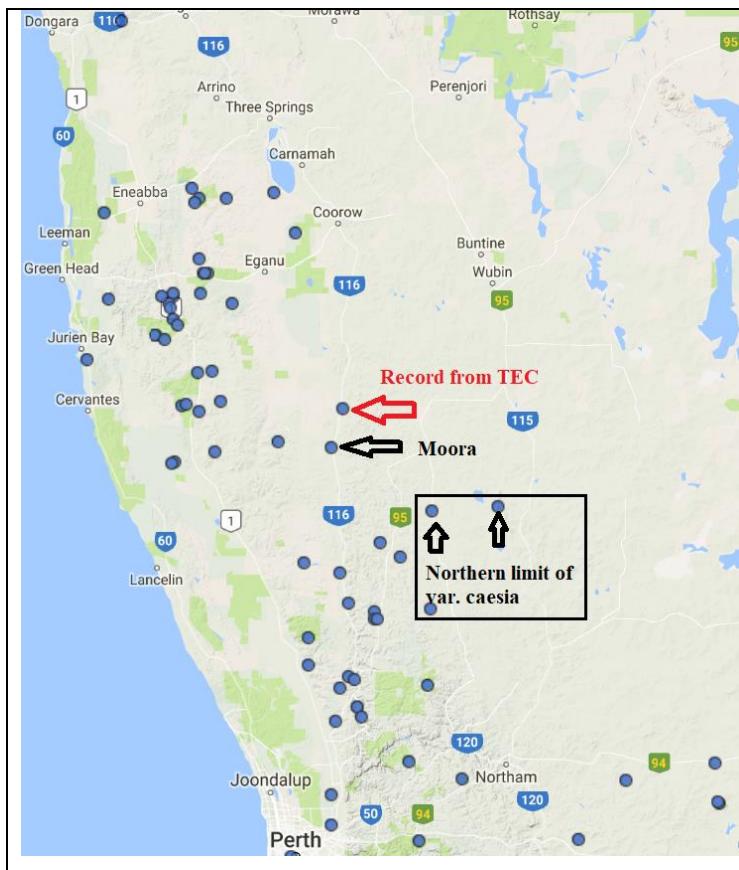 Dongara
116
Morawa
Rothsay
116
95
Arrino
Perenjori
1
Three Springs
60
Carnamah
Eneabba
Coorow
Leeman
Buntine
Eganu
Green Head
Wubin
116
95
Jurien Bay
Record from TEC
Cervantes
115
Moora
116
95
1
60
Northern limit of
var. caesia
Lancelin
120
94
Joondalup
Northam
120
50
94
Perth